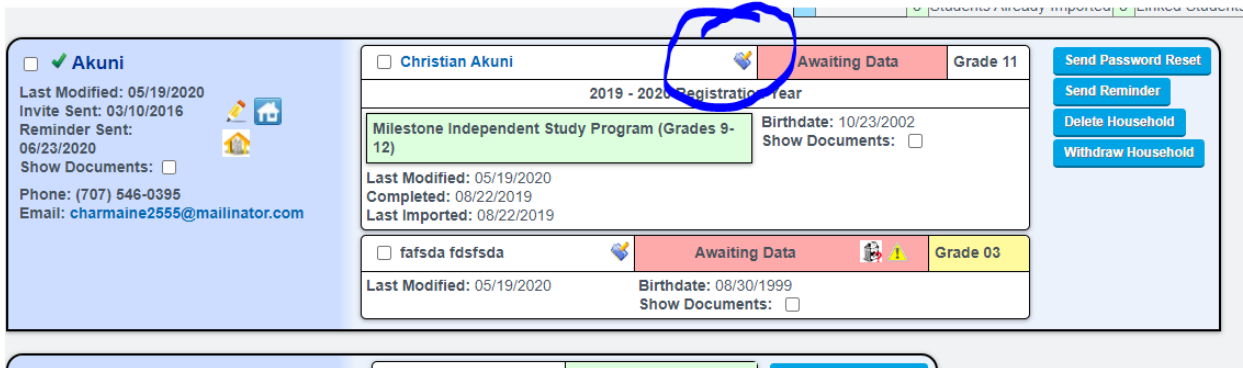 Students Already Imported
Linked Students
Akuni
Last Modified: 05/19/2020
Invite Sent: 03/10/2016
Reminder Sent:
06/23/2020
Show Documents:
Phone: (707) 546-0395
Email: charmaine2555@mailinator.com
Christian Akuni
Awaiting Data
Grade 11
2019 - 2020 Registration Year
Milestone Independent Study Program (Grades 9-
12)
Birthdate: 10/23/2002
Show Documents:
Last Modified: 05/19/2020
Completed: 08/22/2019
Last Imported: 08/22/2019
fafsda fdsfsda
Awaiting Data
Grade 03
Last Modified: 05/19/2020
Birthdate: 08/30/1999
Show Documents:
Send Password Reset
Send Reminder
Delete Household
Withdraw Household